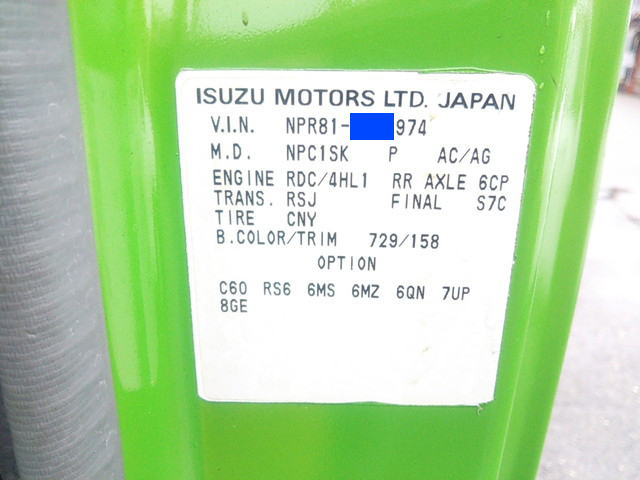 ISUZU MOTORS LTD. JAPAN
V.I.N. NPR81- 974
M.D. NPC1SK P AC/AG
ENGINE RDC/4HL1 RR AXLE 6CP
TRANS. RSJ FINAL S7C
TIRE CNY
B.COLOR/TRIM 729/158
OPTION
C60 RS6 6MS 6MZ 6QN 7UP
8GE